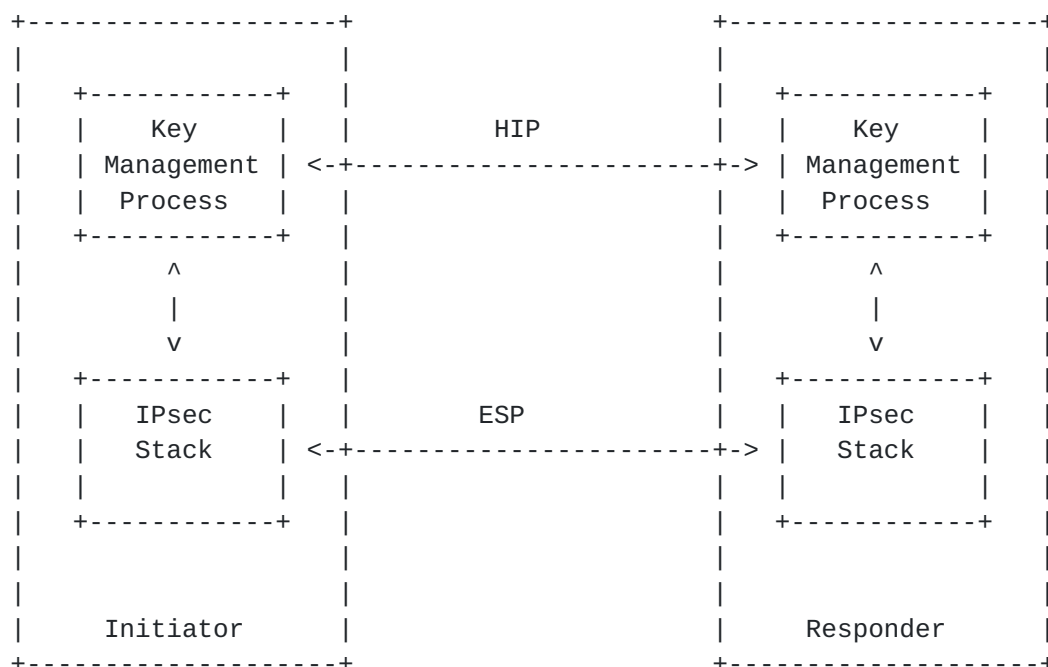 Key HIP Key
Management Management
Process Process
IPsec ESP IPsec
Stack Stack
Initiator Responder